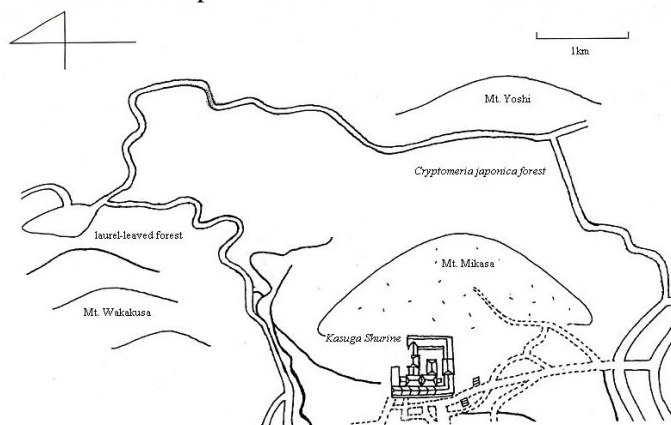 1km
Mt. Yoshi
Cryptomeria japonica forest
laurel-leaved forest
Mt. Mikasa
Mt. Wakakusa
Kasuga Shurine